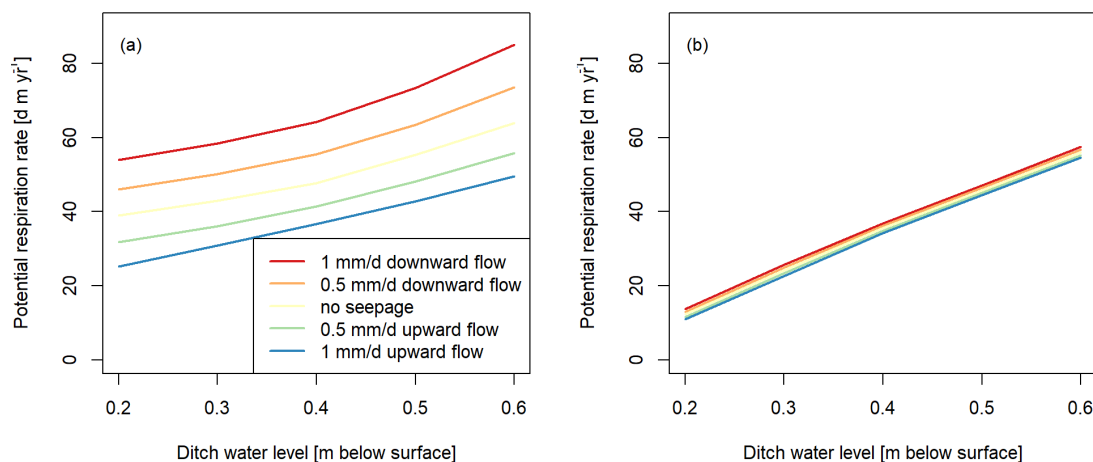 (a)
Potential respiration rate [d m yr⁻¹]
80
60
40
20
0
1 mm/d downward flow
0.5 mm/d downward flow
no seepage
0.5 mm/d upward flow
1 mm/d upward flow
0.2 0.3 0.4 0.5 0.6
Ditch water level [m below surface]
(b)
Potential respiration rate [d m yr⁻¹]
80
60
40
20
0
0.2 0.3 0.4 0.5 0.6
Ditch water level [m below surface]